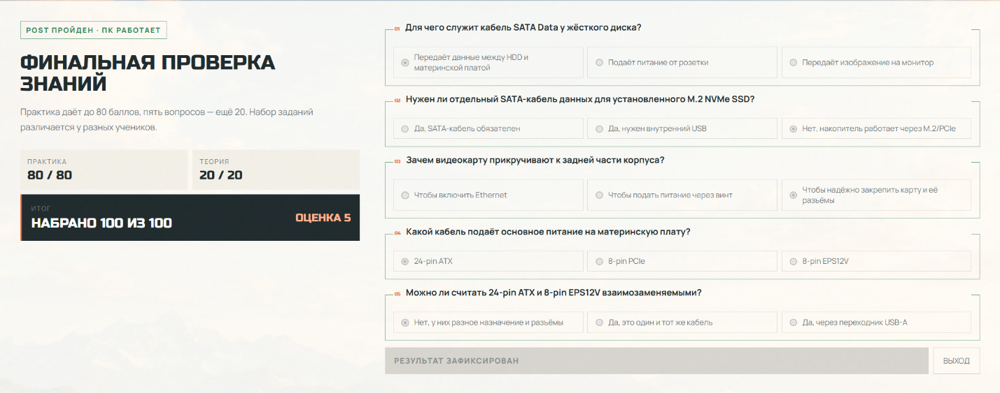 POST ПРОЙДЕН · ПК РАБОТАЕТ
ФИНАЛЬНАЯ ПРОВЕРКА
ЗНАНИЙ
Практика даёт до 80 баллов, пять вопросов — ещё 20. Набор заданий
различается у разных учеников.
ПРАКТИКА
80 / 80
ТЕОРИЯ
20 / 20
ИТОГ
НАБРАНО 100 ИЗ 100
ОЦЕНКА 5
01 Для чего служит кабель SATA Data у жёсткого диска?
Передаёт данные между HDD и
материнской платой
Подаёт питание от розетки
Передаёт изображение на монитор
02 Нужен ли отдельный SATA-кабель данных для установленного M.2 NVMe SSD?
Да, SATA-кабель обязателен
Да, нужен внутренний USB
Нет, накопитель работает через M.2/PCIe
03 Зачем видеокарту прикручивают к задней части корпуса?
Чтобы включить Ethernet
Чтобы подать питание через винт
Чтобы надёжно закрепить карту и её
разъёмы
04 Какой кабель подаёт основное питание на материнскую плату?
24-pin ATX
8-pin PCIe
8-pin EPS12V
05 Можно ли считать 24-pin ATX и 8-pin EPS12V взаимозаменяемыми?
Нет, у них разное назначение и разъёмы
Да, это один и тот же кабель
Да, через переходник USB-A
РЕЗУЛЬТАТ ЗАФИКСИРОВАН
ВЫХОД